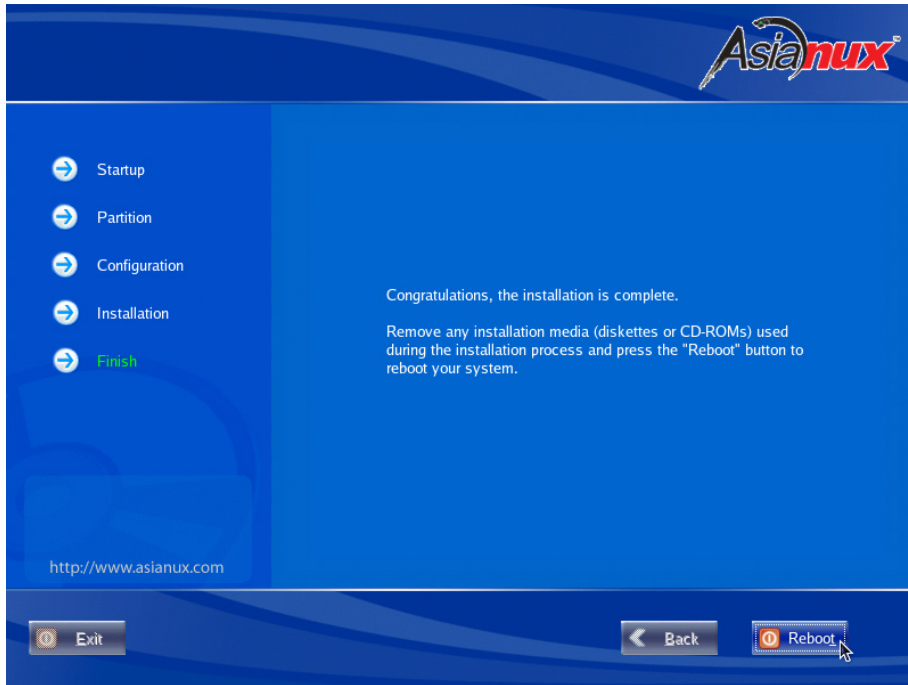 Asianux
Startup
Partition
Configuration
Installation
Finish
Congratulations, the installation is complete.
Remove any installation media (diskettes or CD-ROMs) used
during the installation process and press the "Reboot" button to
reboot your system.
http://www.asianux.com
Exit
Back
Reboot